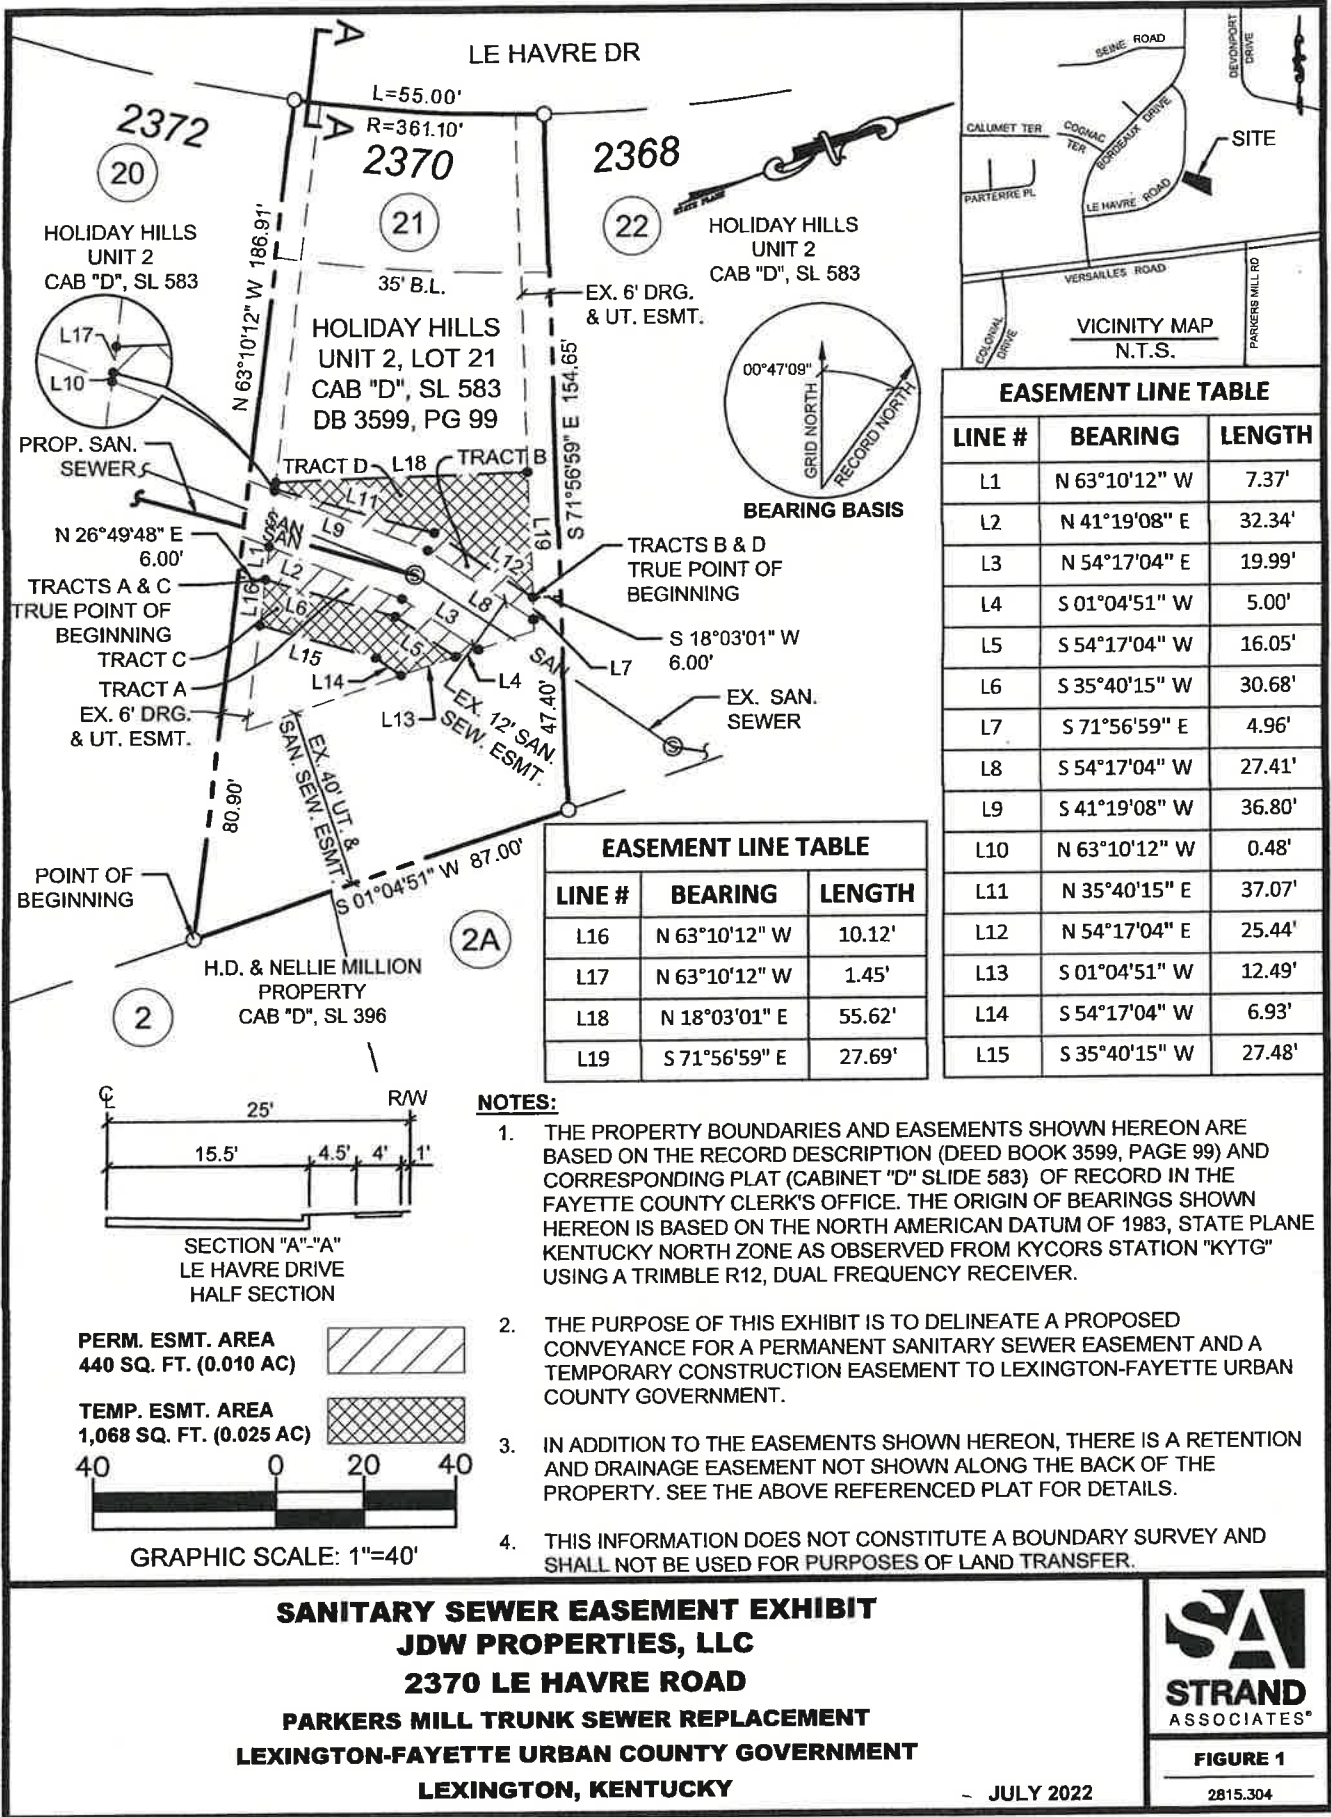 A
A
LE HAVRE DR
L=55.00'
R=361.10'
2372
20
2370
21
2368
22
HOLIDAY HILLS
UNIT 2
CAB "D", SL 583
HOLIDAY HILLS
UNIT 2
CAB "D", SL 583
STATE PLANE
N 63°10'12" W 186.91'
35' B.L.
EX. 6' DRG.
& UT. ESMT.
HOLIDAY HILLS
UNIT 2, LOT 21
CAB "D", SL 583
DB 3599, PG 99
S 71°56'59" E 154.65'
L17
L10
PROP. SAN.
SEWER
TRACT D
L18
TRACT B
L11
L9
L12
L19
SAN
SAN
N 26°49'48" E
6.00'
L1
L2
TRACTS A & C
TRUE POINT OF
BEGINNING
L16
L6
L3
L8
TRACTS B & D
TRUE POINT OF
BEGINNING
S 18°03'01" W
6.00'
L7
TRACT C
TRACT A
L15
L5
L14
L4
L13
SAN
EX. 6' DRG.
& UT. ESMT.
EX. 12' SAN.
SEW. ESMT.
47.40'
EX. SAN.
SEWER
S
S
EX. 40' UT. &
SAN. SEW. ESMT.
80.90'
POINT OF
BEGINNING
S 01°04'51" W 87.00'
2A
H.D. & NELLIE MILLION
PROPERTY
CAB "D", SL 396
2
00°47'09"
GRID NORTH
RECORD NORTH
BEARING BASIS
SEINE ROAD
DEVONPORT
DRIVE
CALUMET TER
COGNAC
TER
BORDEAUX DRIVE
SITE
PARTERRE PL
LE HAVRE ROAD
VERSAILLES ROAD
COLONIAL
DRIVE
PARKERS MILL RD
VICINITY MAP
N.T.S.
EASEMENT LINE TABLE
LINE # BEARING LENGTH
L1 N 63°10'12" W 7.37'
L2 N 41°19'08" E 32.34'
L3 N 54°17'04" E 19.99'
L4 S 01°04'51" W 5.00'
L5 S 54°17'04" W 16.05'
L6 S 35°40'15" W 30.68'
L7 S 71°56'59" E 4.96'
L8 S 54°17'04" W 27.41'
L9 S 41°19'08" W 36.80'
L10 N 63°10'12" W 0.48'
L11 N 35°40'15" E 37.07'
L12 N 54°17'04" E 25.44'
L13 S 01°04'51" W 12.49'
L14 S 54°17'04" W 6.93'
L15 S 35°40'15" W 27.48'
EASEMENT LINE TABLE
LINE # BEARING LENGTH
L16 N 63°10'12" W 10.12'
L17 N 63°10'12" W 1.45'
L18 N 18°03'01" E 55.62'
L19 S 71°56'59" E 27.69'
CL
R/W
25'
15.5' 4.5' 4' 1'
SECTION "A"-"A"
LE HAVRE DRIVE
HALF SECTION
PERM. ESMT. AREA
440 SQ. FT. (0.010 AC)
TEMP. ESMT. AREA
1,068 SQ. FT. (0.025 AC)
40 0 20 40
GRAPHIC SCALE: 1"=40'
NOTES:
1. THE PROPERTY BOUNDARIES AND EASEMENTS SHOWN HEREON ARE
BASED ON THE RECORD DESCRIPTION (DEED BOOK 3599, PAGE 99) AND
CORRESPONDING PLAT (CABINET "D" SLIDE 583) OF RECORD IN THE
FAYETTE COUNTY CLERK'S OFFICE. THE ORIGIN OF BEARINGS SHOWN
HEREON IS BASED ON THE NORTH AMERICAN DATUM OF 1983, STATE PLANE
KENTUCKY NORTH ZONE AS OBSERVED FROM KYCORS STATION "KYTG"
USING A TRIMBLE R12, DUAL FREQUENCY RECEIVER.
2. THE PURPOSE OF THIS EXHIBIT IS TO DELINEATE A PROPOSED
CONVEYANCE FOR A PERMANENT SANITARY SEWER EASEMENT AND A
TEMPORARY CONSTRUCTION EASEMENT TO LEXINGTON-FAYETTE URBAN
COUNTY GOVERNMENT.
3. IN ADDITION TO THE EASEMENTS SHOWN HEREON, THERE IS A RETENTION
AND DRAINAGE EASEMENT NOT SHOWN ALONG THE BACK OF THE
PROPERTY. SEE THE ABOVE REFERENCED PLAT FOR DETAILS.
4. THIS INFORMATION DOES NOT CONSTITUTE A BOUNDARY SURVEY AND
SHALL NOT BE USED FOR PURPOSES OF LAND TRANSFER.
SANITARY SEWER EASEMENT EXHIBIT
JDW PROPERTIES, LLC
2370 LE HAVRE ROAD
PARKERS MILL TRUNK SEWER REPLACEMENT
LEXINGTON-FAYETTE URBAN COUNTY GOVERNMENT
LEXINGTON, KENTUCKY
- JULY 2022
SA
STRAND
ASSOCIATES®
FIGURE 1
2815.304